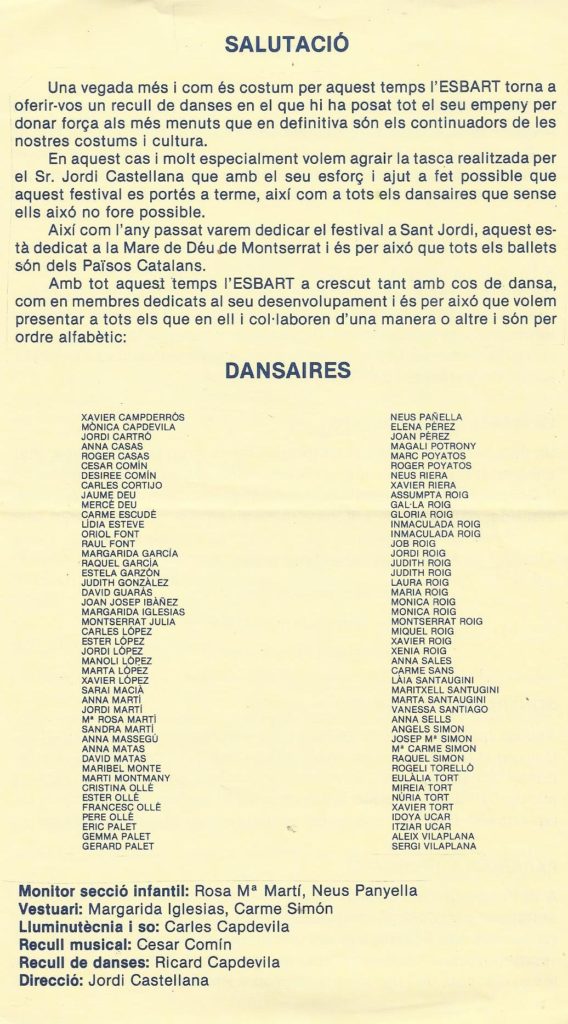 SALUTACIÓ
Una vegada més i com és costum per aquest temps l'ESBART torna a
oferir-vos un recull de danses en el que hi ha posat tot el seu empeny per
donar força als més menuts que en definitiva són els continuadors de les
nostres costums i cultura.
En aquest cas i molt especialment volem agrair la tasca realitzada per
el Sr. Jordi Castellana que amb el seu esforç i ajut a fet possible que
aquest festival es portés a terme, així com a tots els dansaires que sense
ells aixó no fore possible.
Així com l'any passat varem dedicar el festival a Sant Jordi, aquest es-
tà dedicat a la Mare de Déu de Montserrat i és per aixó que tots els ballets
són dels Països Catalans.
Amb tot aquest temps l'ESBART a crescut tant amb cos de dansa,
com en membres dedicats al seu desenvolupament i és per aixó que volem
presentar a tots els que en ell i col·laboren d'una manera o altre i són per
ordre alfabètic:
DANSAIRES
XAVIER CAMPDERRÒS
MÒNICA CAPDEVILA
JORDI CARTRÓ
ANNA CASAS
ROGER CASAS
CESAR COMÍN
DESIREE COMÍN
CARLES CORTIJO
JAUME DEU
MERCÈ DEU
CARME ESCUDÉ
LÍDIA ESTEVE
ORIOL FONT
RAUL FONT
MARGARIDA GARCÍA
RAQUEL GARCÍA
ESTELA GARZÓN
JUDITH GONZÀLEZ
DAVID GUARÁS
JOAN JOSEP IBÀÑEZ
MARGARIDA IGLESIAS
MONTSERRAT JULIA
CARLES LÓPEZ
ESTER LÓPEZ
JORDI LÓPEZ
MANOLI LÓPEZ
MARTA LÓPEZ
XAVIER LÓPEZ
SARAI MACIÀ
ANNA MARTÍ
JORDI MARTÍ
Mª ROSA MARTÍ
SANDRA MARTÍ
ANNA MASSEGÚ
ANNA MATAS
DAVID MATAS
MARIBEL MONTE
MARTI MONTMANY
CRISTINA OLLÉ
ESTER OLLÉ
FRANCESC OLLÉ
PERE OLLÉ
ERIC PALET
GEMMA PALET
GERARD PALET
NEUS PAÑELLA
ELENA PÉREZ
JOAN PÉREZ
MAGALI POTRONY
MARC POYATOS
ROGER POYATOS
NEUS RIERA
XAVIER RIERA
ASSUMPTA ROIG
GAL·LA ROIG
GLORIA ROIG
INMACULADA ROIG
INMACULADA ROIG
JOB ROIG
JORDI ROIG
JUDITH ROIG
JUDITH ROIG
LAURA ROIG
MARIA ROIG
MONICA ROIG
MONICA ROIG
MONTSERRAT ROIG
MIQUEL ROIG
XAVIER ROIG
XENIA ROIG
ANNA SALES
CARME SANS
LÀIA SANTAUGINI
MARITXELL SANTUGINI
MARTA SANTAUGINI
VANESSA SANTIAGO
ANNA SELLS
ANGELS SIMON
JOSEP Mª SIMON
Mª CARME SIMON
RAQUEL SIMON
ROGELI TORELLÓ
EULÀLIA TORT
MIREIA TORT
NÚRIA TORT
XAVIER TORT
IDOYA UCAR
ITZIAR UCAR
ALEIX VILAPLANA
SERGI VILAPLANA
Monitor secció infantil: Rosa Mª Martí, Neus Panyella
Vestuari: Margarida Iglesias, Carme Simón
Lluminutècnia i so: Carles Capdevila
Recull musical: Cesar Comín
Recull de danses: Ricard Capdevila
Direcció: Jordi Castellana